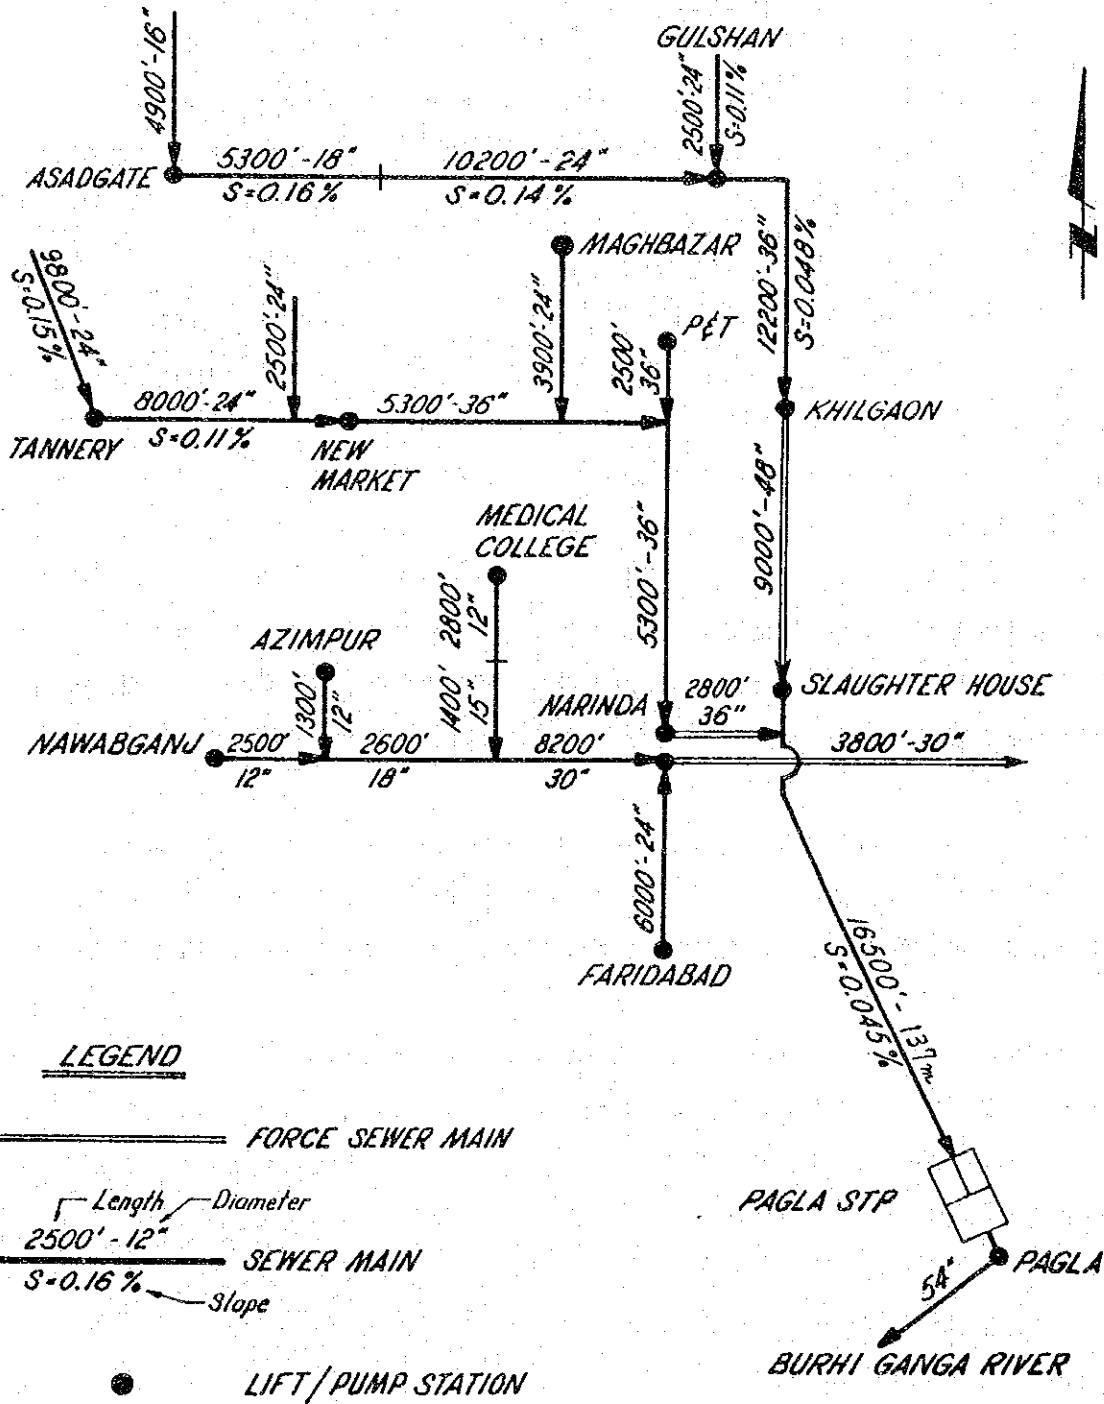 4900'-16"
GULSHAN
2500'-24"
S=0.11%
ASADGATE
5300'-18"
S=0.16%
10200'-24"
S=0.14%
MAGHBAZAR
12200'-36"
S=0.048%
9800'-24"
S=0.15%
2500'-24"
3900'-24"
2500'
36"
P&T
8000'-24"
S=0.11%
5300'-36"
KHILGAON
TANNERY
NEW
MARKET
MEDICAL
COLLEGE
5300'-36"
9000'-48"
AZIMPUR
2800'
12"
1400'
15"
1300'
12"
NARINDA
2800'
36"
SLAUGHTER HOUSE
NAWABGANJ
2500'
12"
2600'
18"
8200'
30"
3800'-30"
6000'-24"
FARIDABAD
16500'-137m
S=0.045%
LEGEND
FORCE SEWER MAIN
Length
Diameter
2500'-12"
SEWER MAIN
S=0.16%
Slope
LIFT/PUMP STATION
PAGLA STP
PAGLA
54"
BURHI GANGA RIVER